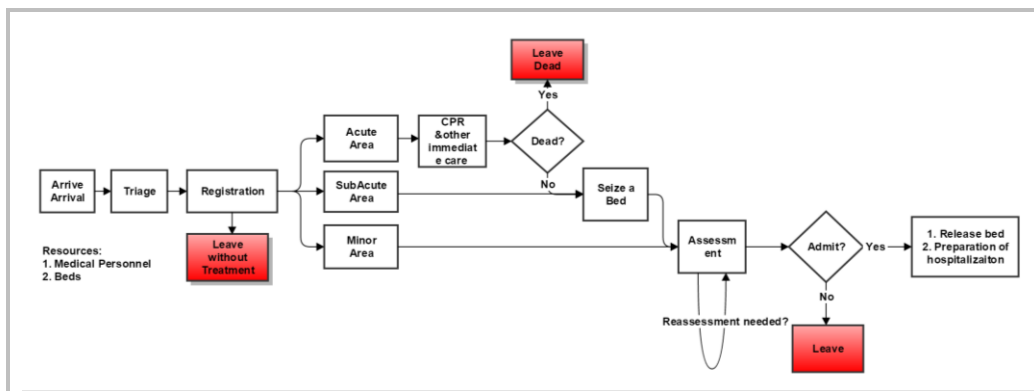 Leave
Dead
Yes
CPR
&other
immediat
e care
Acute
Area
Dead?
No
Arrive
Arrival
Triage
Registration
SubAcute
Area
Seize a
Bed
Leave
without
Treatment
Minor
Area
Assessm
ent
Admit?
Yes
1. Release bed
2. Preparation of
hospitalizaiton
Resources:
1. Medical Personnel
2. Beds
No
Reassessment needed?
Leave